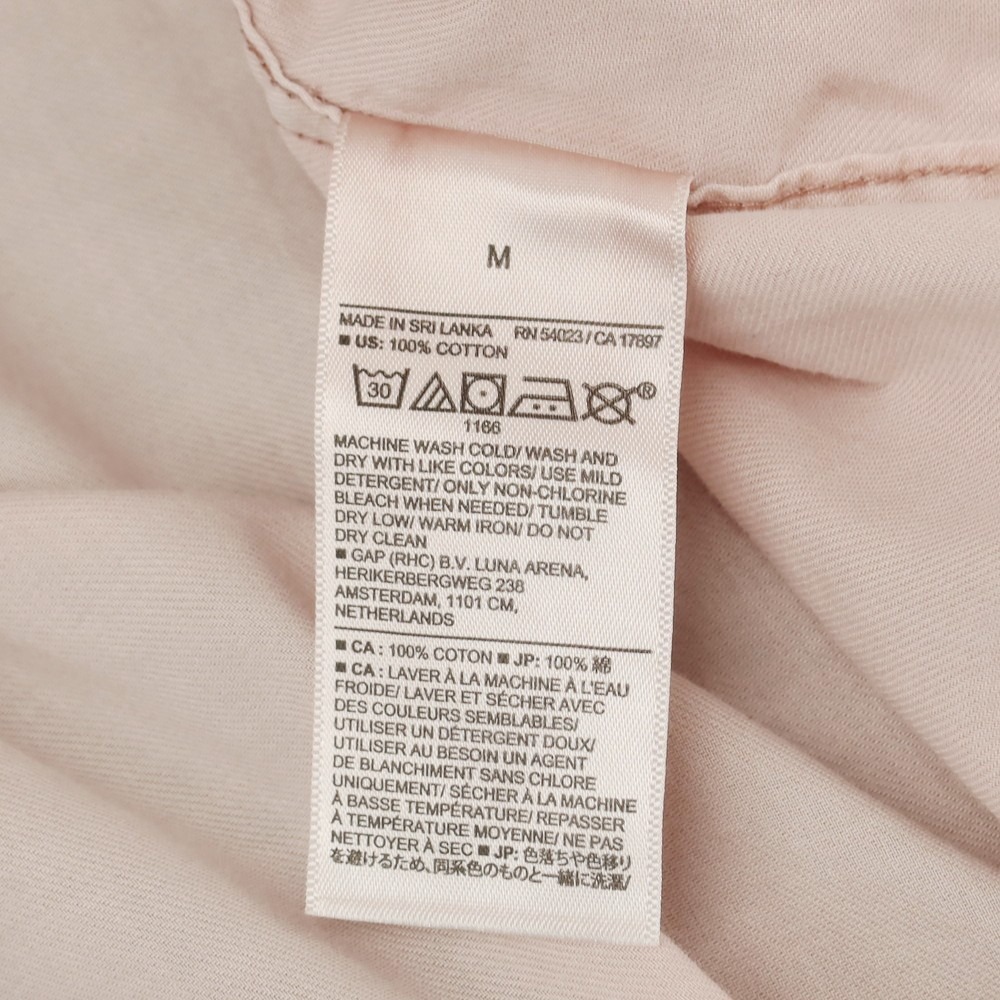 M
MADE IN SRI LANKA RN 54023 / CA 17897
■ US: 100% COTTON
30 ®
1166
MACHINE WASH COLD/ WASH AND
DRY WITH LIKE COLORS/ USE MILD
DETERGENT/ ONLY NON-CHLORINE
BLEACH WHEN NEEDED/ TUMBLE
DRY LOW/ WARM IRON/ DO NOT
DRY CLEAN
■ GAP (RHC) B.V. LUNA ARENA,
HERIKERBERGWEG 238
AMSTERDAM, 1101 CM,
NETHERLANDS
■ CA : 100% COTON ■ JP: 100% 綿
■ CA : LAVER À LA MACHINE À L'EAU
FROIDE/ LAVER ET SÉCHER AVEC
DES COULEURS SEMBLABLES/
UTILISER UN DÉTERGENT DOUX/
UTILISER AU BESOIN UN AGENT
DE BLANCHIMENT SANS CHLORE
UNIQUEMENT/ SÉCHER À LA MACHINE
À BASSE TEMPÉRATURE/ REPASSER
À TEMPÉRATURE MOYENNE/ NE PAS
NETTOYER À SEC ■ JP: 色落ちや色移り
を避けるため、同系色のものと一緒に洗濯/